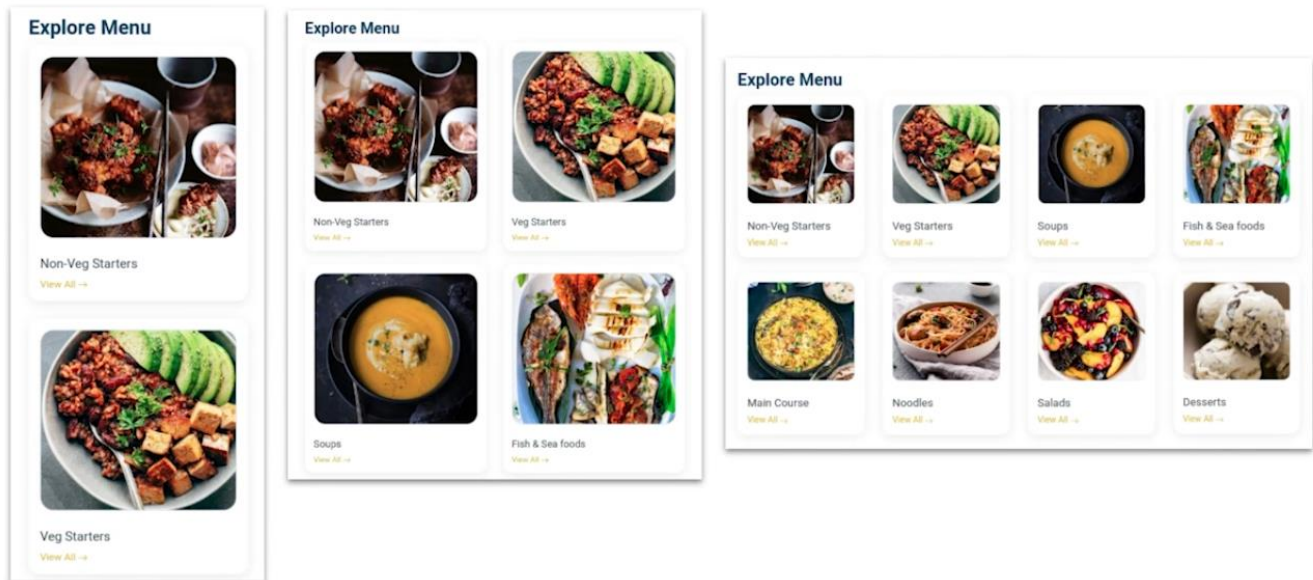 Explore Menu
Non-Veg Starters
View All →
Veg Starters
View All →
Explore Menu
Non-Veg Starters
View All →
Veg Starters
View All →
Soups
View All →
Fish & Sea foods
View All →
Explore Menu
Non-Veg Starters
View All →
Veg Starters
View All →
Soups
View All →
Fish & Sea foods
View All →
Main Course
View All →
Noodles
View All →
Salads
View All →
Desserts
View All →